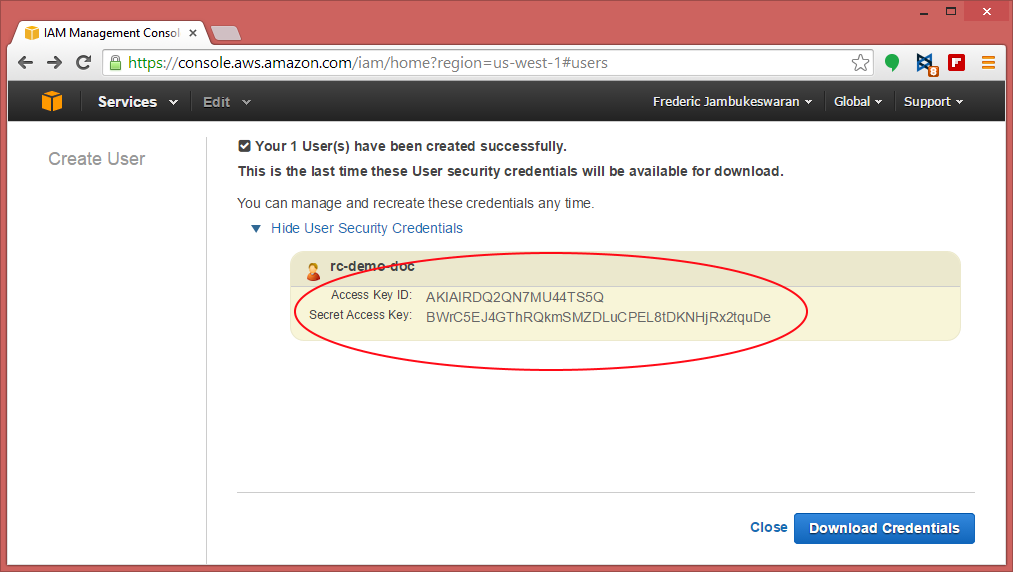 IAM Management Consol
https://console.aws.amazon.com/iam/home?region=us-west-1#users
8
Services Edit Frederic Jambukeswaran Global Support
Create User
Your 1 User(s) have been created successfully.
This is the last time these User security credentials will be available for download.
You can manage and recreate these credentials any time.
Hide User Security Credentials
rc-demo-doc
Access Key ID: AKIAIRDQ2QN7MU44TS5Q
Secret Access Key: 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
Close Download Credentials